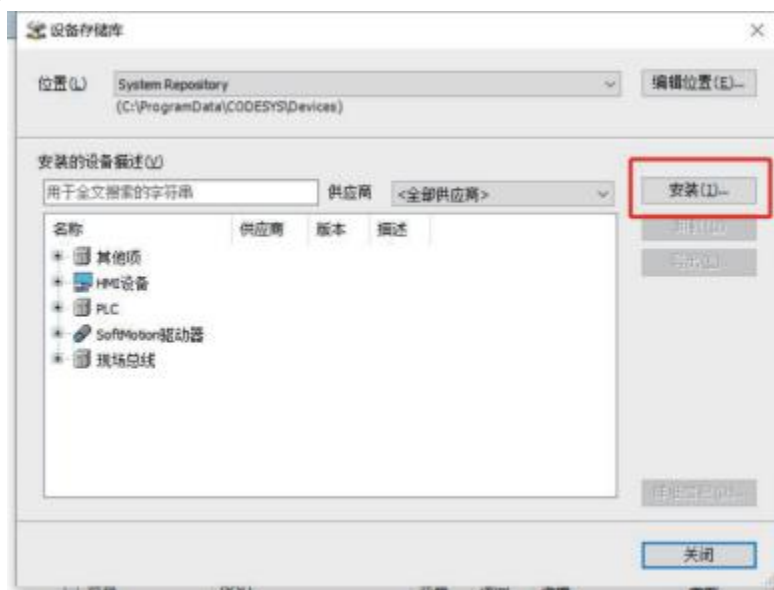 设备存储库
位置(L) System Repository 编辑位置(E)...
(C:\ProgramData\CODESYS\Devices)
安装的设备描述(V)
用于全文搜索的字符串 供应商 <全部供应商> 安装(I)...
名称 供应商 版本 描述
其他项
HMI设备
PLC
SoftMotion驱动器
现场总线
关闭